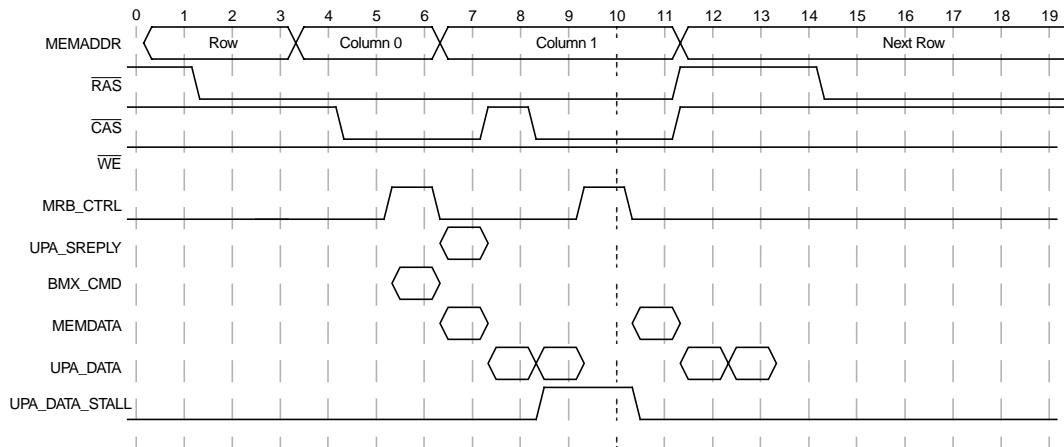 0 1 2 3 4 5 6 7 8 9 10 11 12 13 14 15 16 17 18 19
MEMADDR Row Column 0 Column 1 Next Row
RAS
CAS
WE
MRB_CTRL
UPA_SREPLY
BMX_CMD
MEMDATA
UPA_DATA
UPA_DATA_STALL